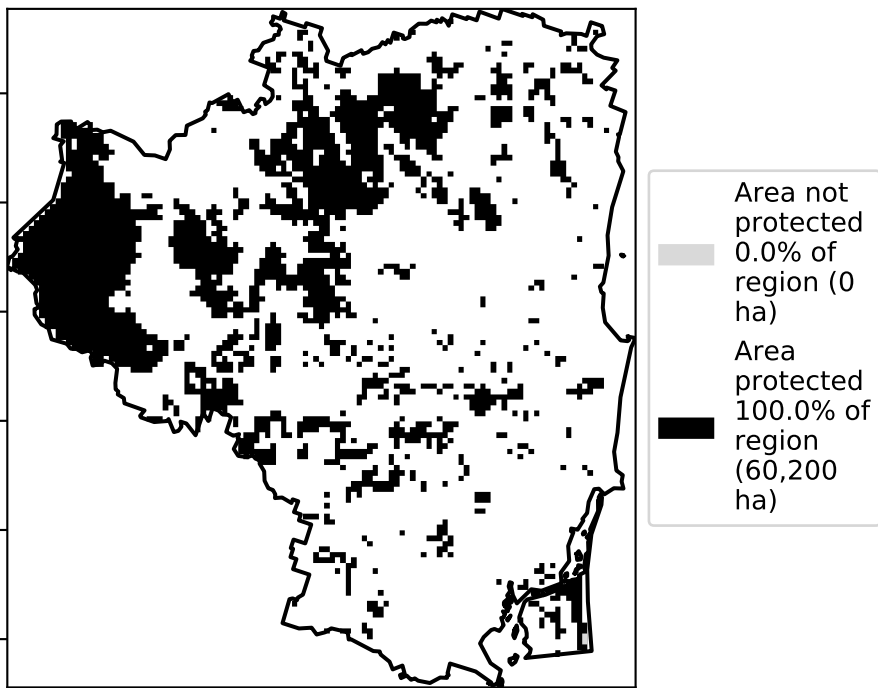 Area not
protected
0.0% of
region (0
ha)
Area
protected
100.0% of
region
(60,200
ha)